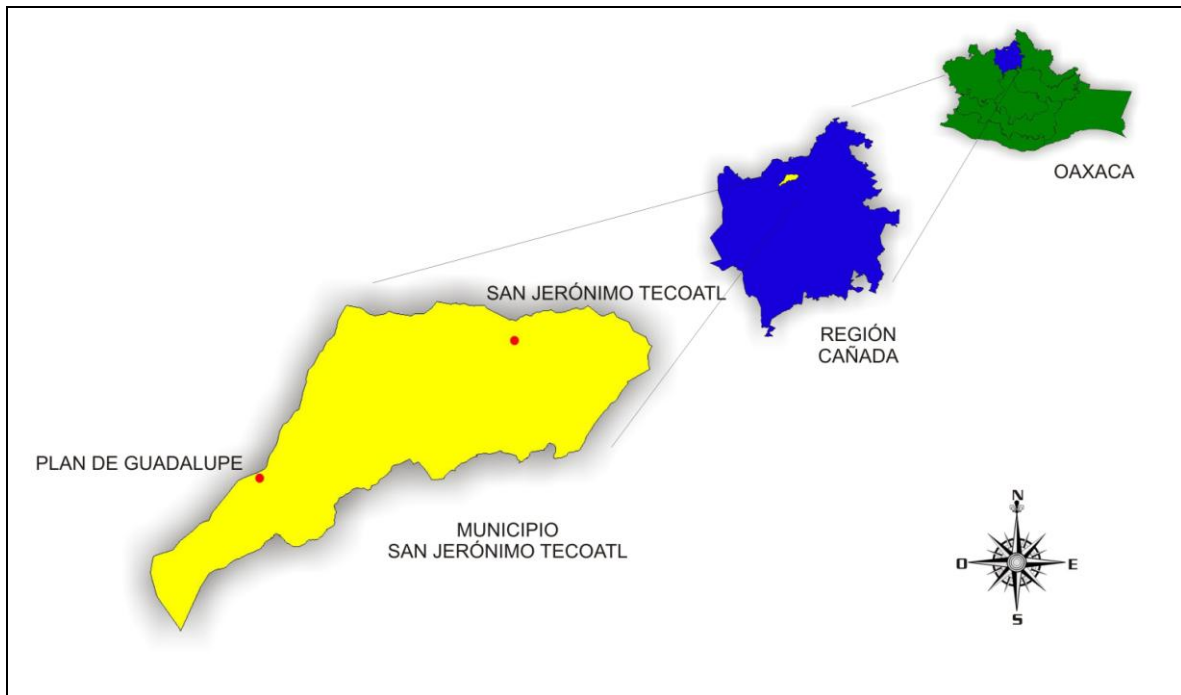 OAXACA
SAN JERÓNIMO TECOATL
REGIÓN
CAÑADA
PLAN DE GUADALUPE
MUNICIPIO
SAN JERÓNIMO TECOATL
N
O
E
S